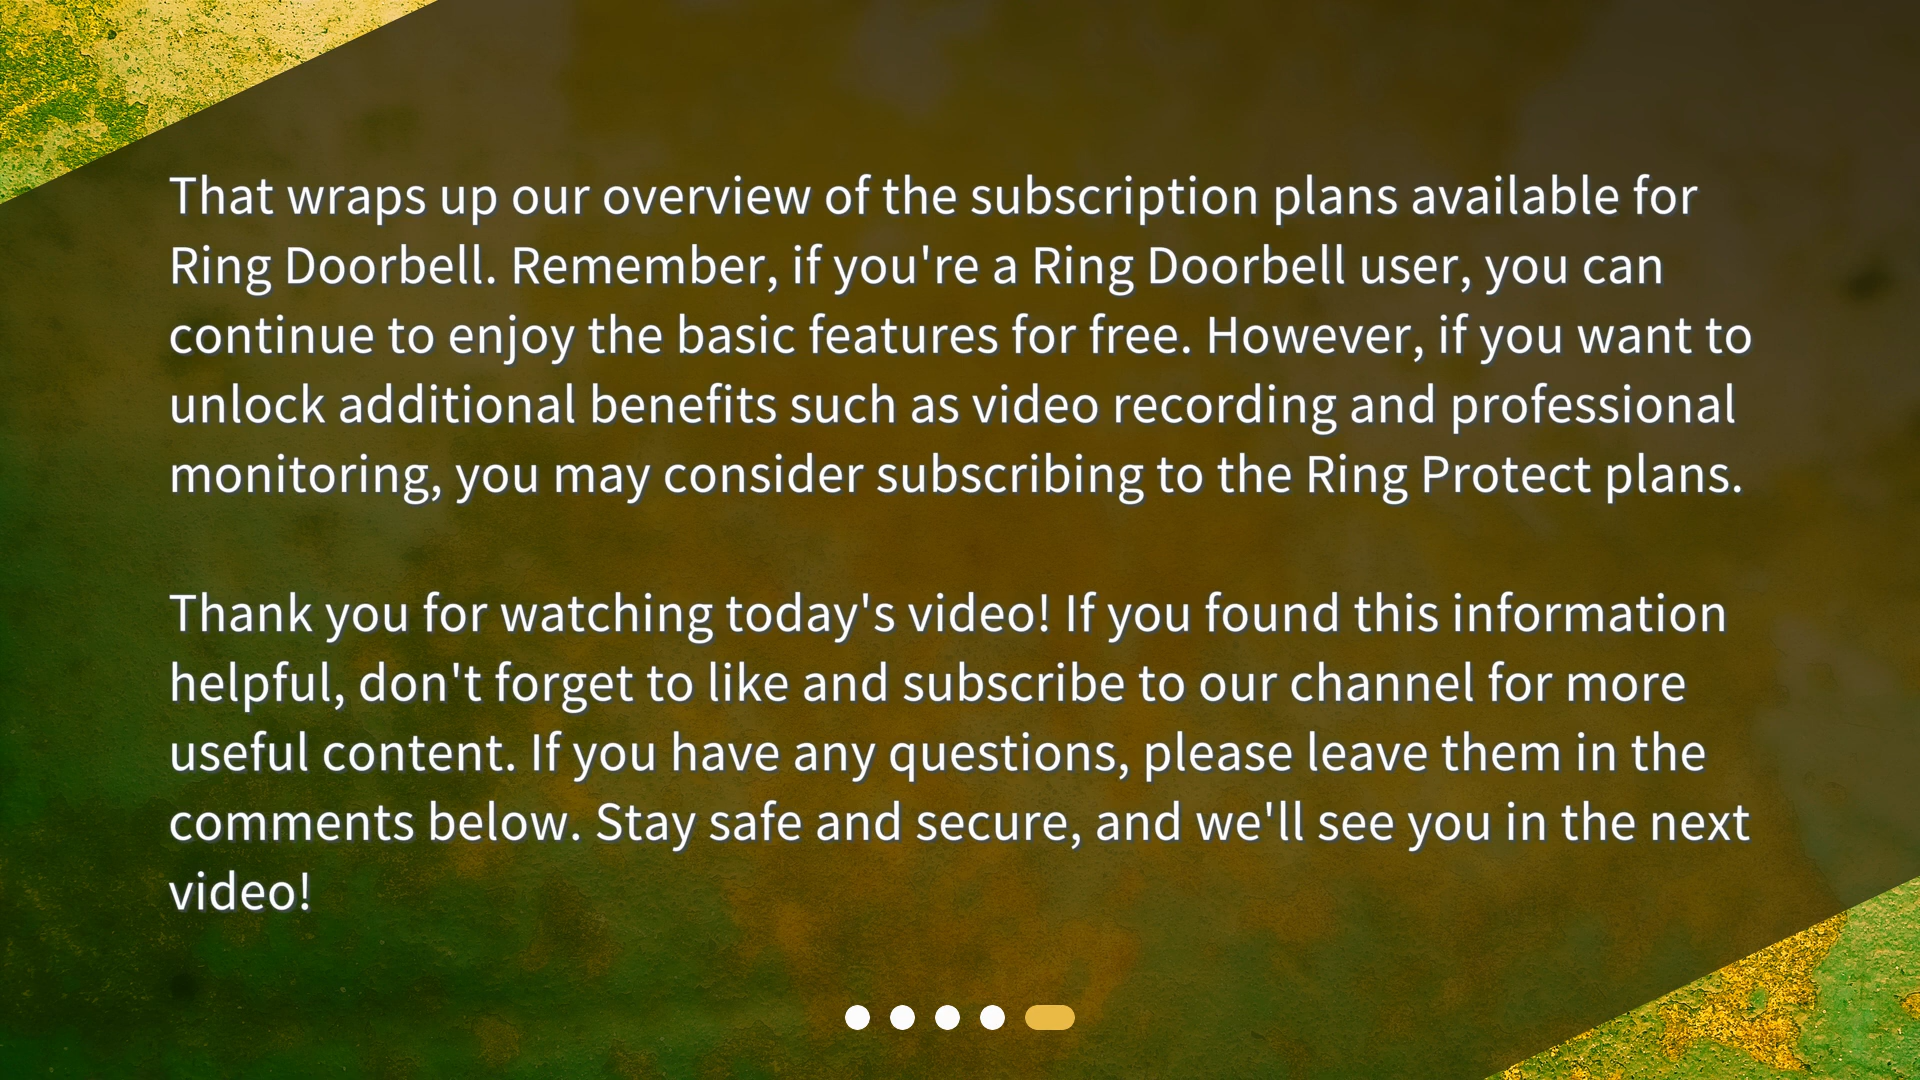 That wraps up our overview of the subscription plans available for
Ring Doorbell. Remember, if you're a Ring Doorbell user, you can
continue to enjoy the basic features for free. However, if you want to
unlock additional benefits such as video recording and professional
monitoring, you may consider subscribing to the Ring Protect plans.
Thank you for watching today's video! If you found this information
helpful, don't forget to like and subscribe to our channel for more
useful content. If you have any questions, please leave them in the
comments below. Stay safe and secure, and we'll see you in the next
video!